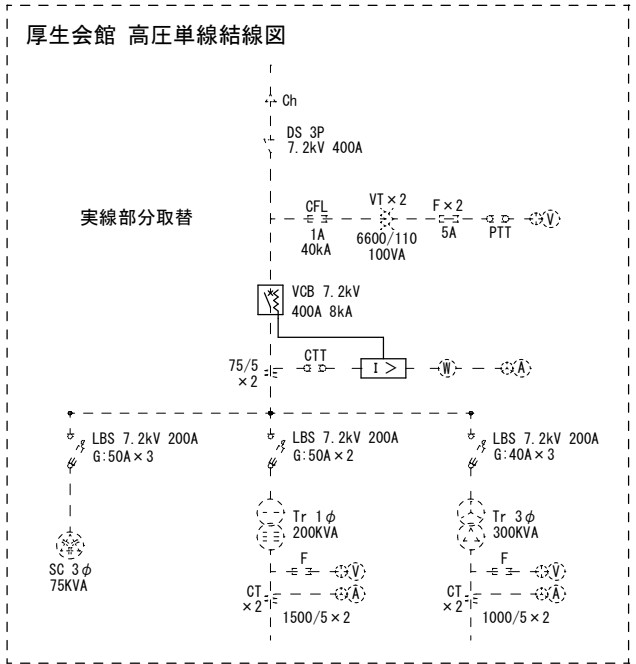 厚生会館 高圧単線結線図
Ch
DS 3P
7.2kV 400A
実線部分取替
CFL
1A
40kA
VT×2
6600/110
100VA
F×2
5A
PTT
V
VCB 7.2kV
400A 8kA
75/5
×2
CTT
I >
W
A
LBS 7.2kV 200A
G:50A×3
LBS 7.2kV 200A
G:50A×2
LBS 7.2kV 200A
G:40A×3
SC 3φ
75KVA
Tr 1φ
200KVA
Tr 3φ
300KVA
F
V
CT
×2
A
1500/5×2
F
V
CT
×2
A
1000/5×2